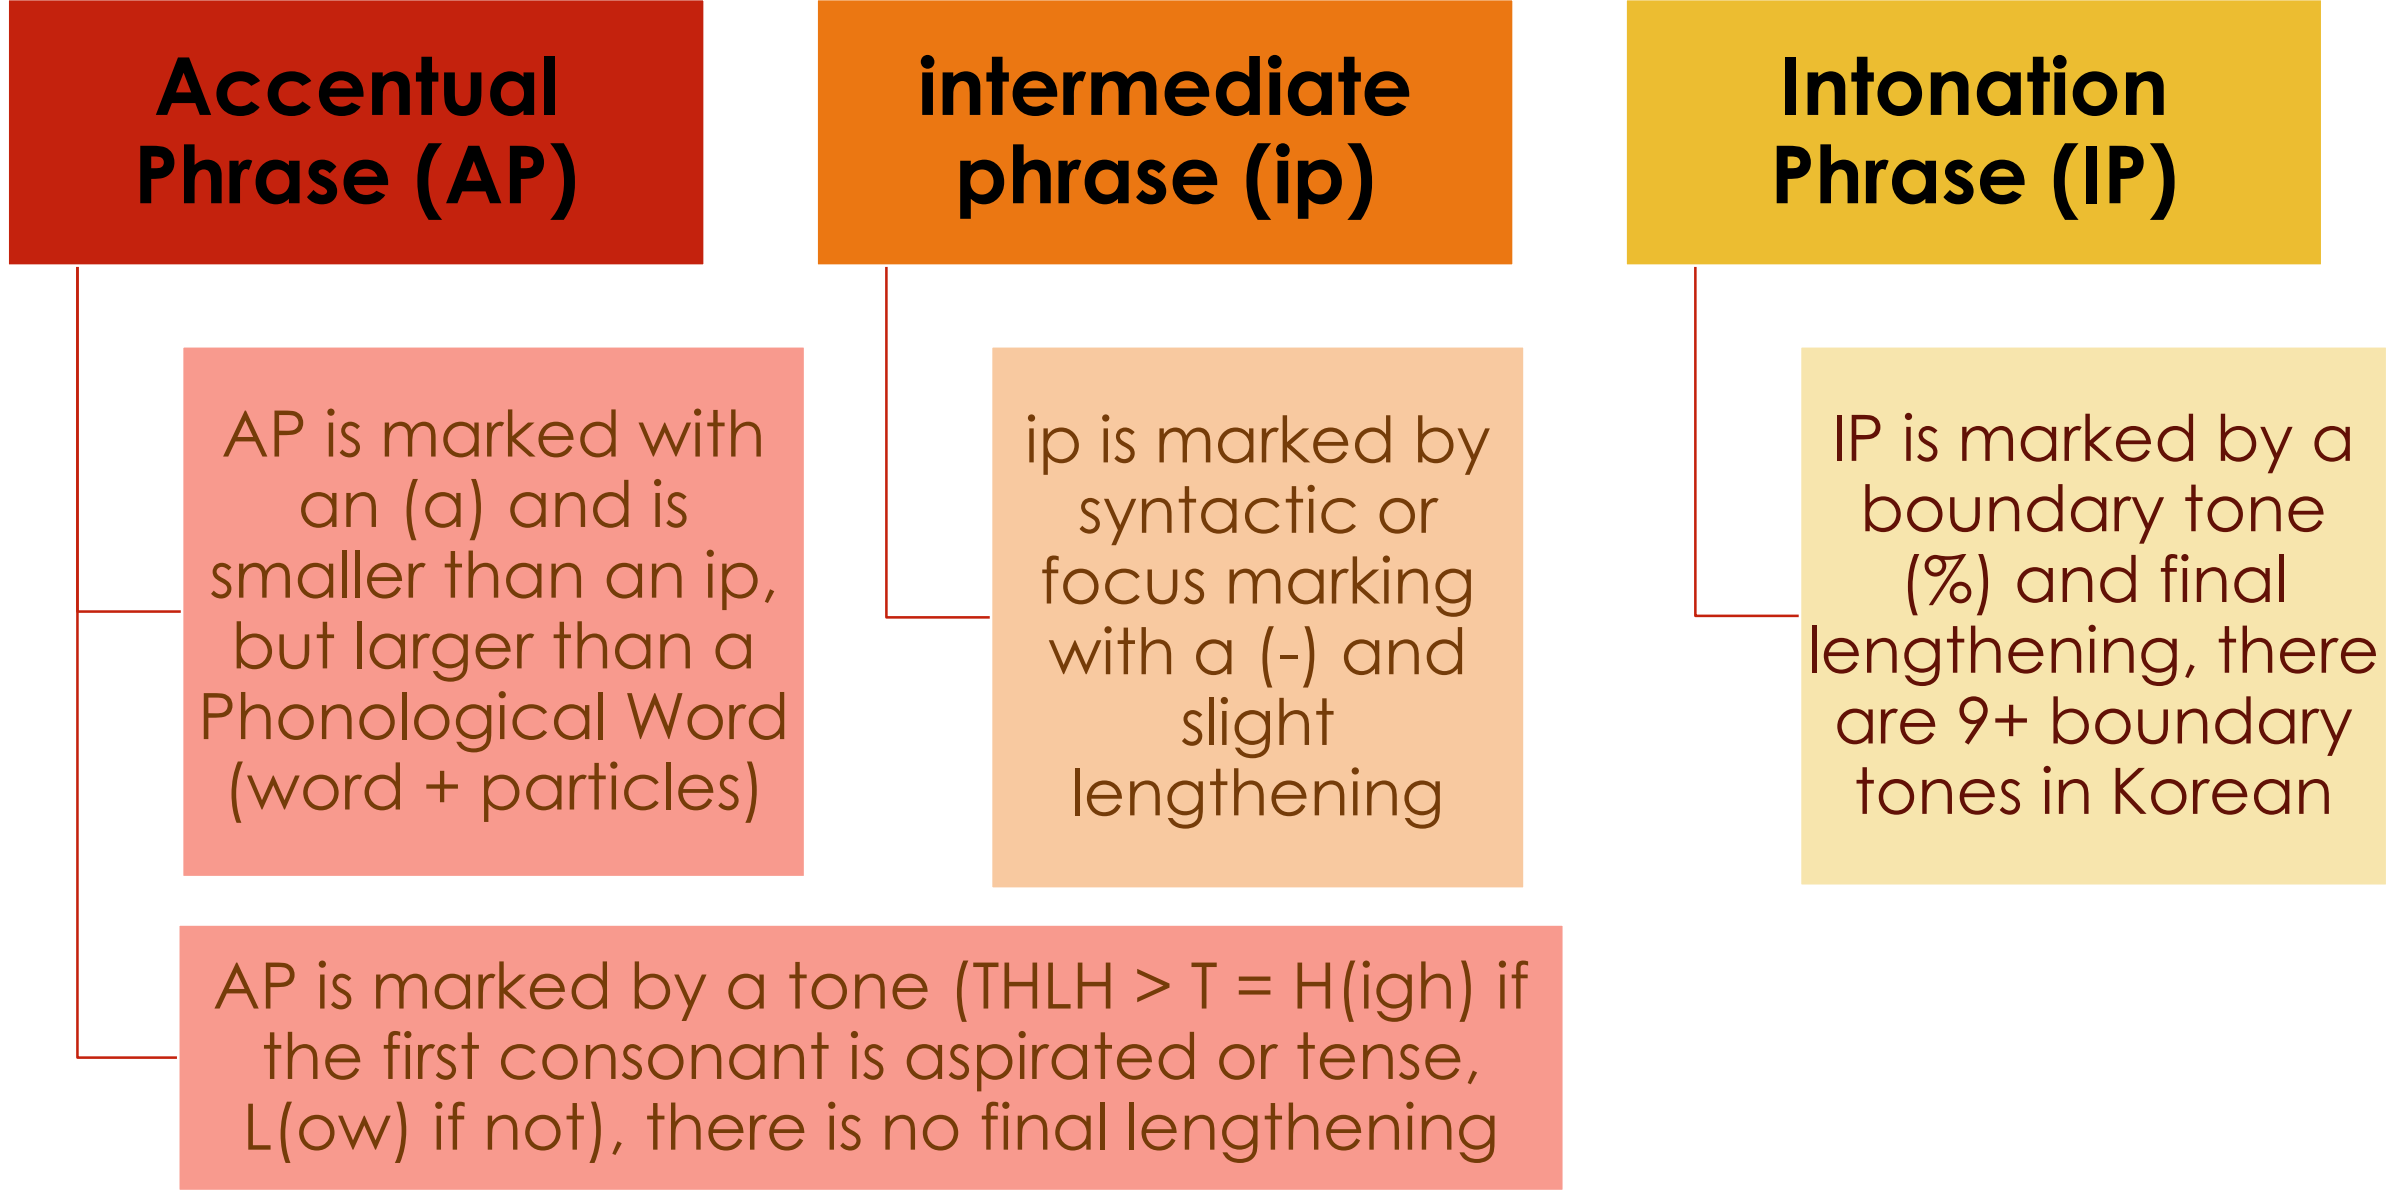 Accentual
Phrase (AP)
intermediate
phrase (ip)
Intonation
Phrase (IP)
AP is marked with
an (a) and is
smaller than an ip,
but larger than a
Phonological Word
(word + particles)
ip is marked by
syntactic or
focus marking
with a (-) and
slight
lengthening
IP is marked by a
boundary tone
(%) and final
lengthening, there
are 9+ boundary
tones in Korean
AP is marked by a tone (THLH > T = H(igh) if
the first consonant is aspirated or tense,
L(ow) if not), there is no final lengthening